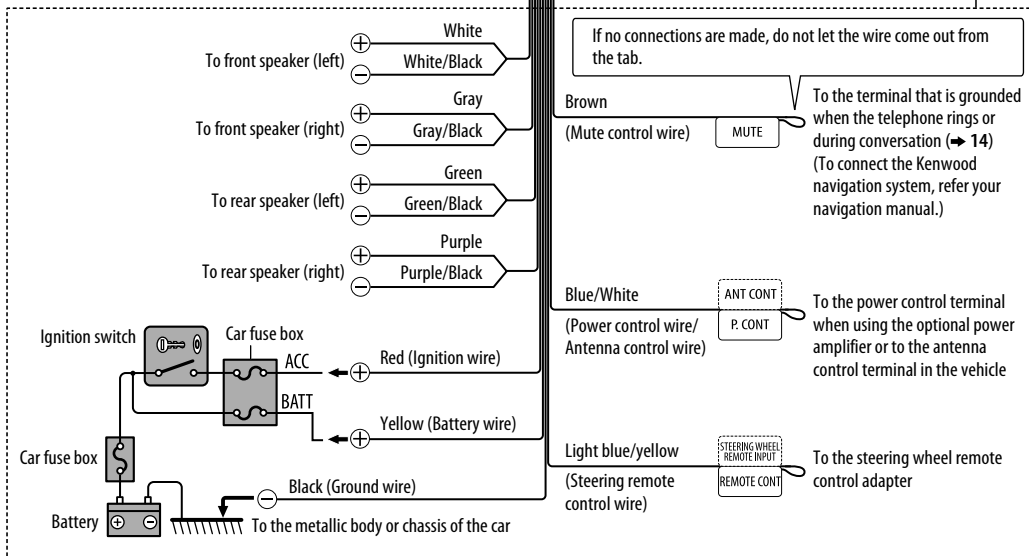 White
To front speaker (left)
White/Black
Gray
To front speaker (right)
Gray/Black
Green
To rear speaker (left)
Green/Black
Purple
To rear speaker (right)
Purple/Black
Ignition switch
Car fuse box
ACC
Red (Ignition wire)
BATT
Yellow (Battery wire)
Car fuse box
Black (Ground wire)
Battery
To the metallic body or chassis of the car
If no connections are made, do not let the wire come out from
the tab.
Brown
(Mute control wire)
MUTE
To the terminal that is grounded
when the telephone rings or
during conversation (➜ 14)
(To connect the Kenwood
navigation system, refer your
navigation manual.)
Blue/White
(Power control wire/
Antenna control wire)
ANT CONT
P. CONT
To the power control terminal
when using the optional power
amplifier or to the antenna
control terminal in the vehicle
Light blue/yellow
(Steering remote
control wire)
STEERING WHEEL
REMOTE INPUT
REMOTE CONT
To the steering wheel remote
control adapter